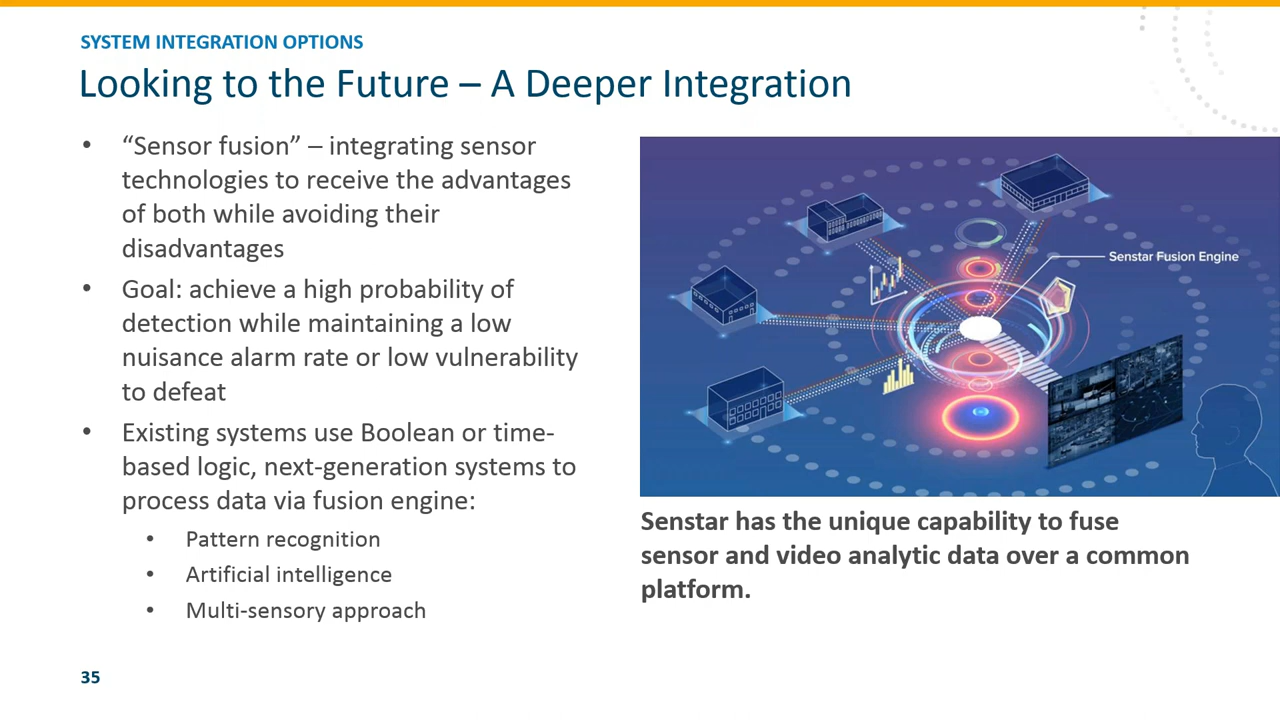 SYSTEM INTEGRATION OPTIONS
Looking to the Future – A Deeper Integration
• “Sensor fusion” – integrating sensor
technologies to receive the advantages
of both while avoiding their
disadvantages
• Goal: achieve a high probability of
detection while maintaining a low
nuisance alarm rate or low vulnerability
to defeat
• Existing systems use Boolean or time-
based logic, next-generation systems to
process data via fusion engine:
• Pattern recognition
• Artificial intelligence
• Multi-sensory approach
Senstar Fusion Engine
Senstar has the unique capability to fuse
sensor and video analytic data over a common
platform.
35